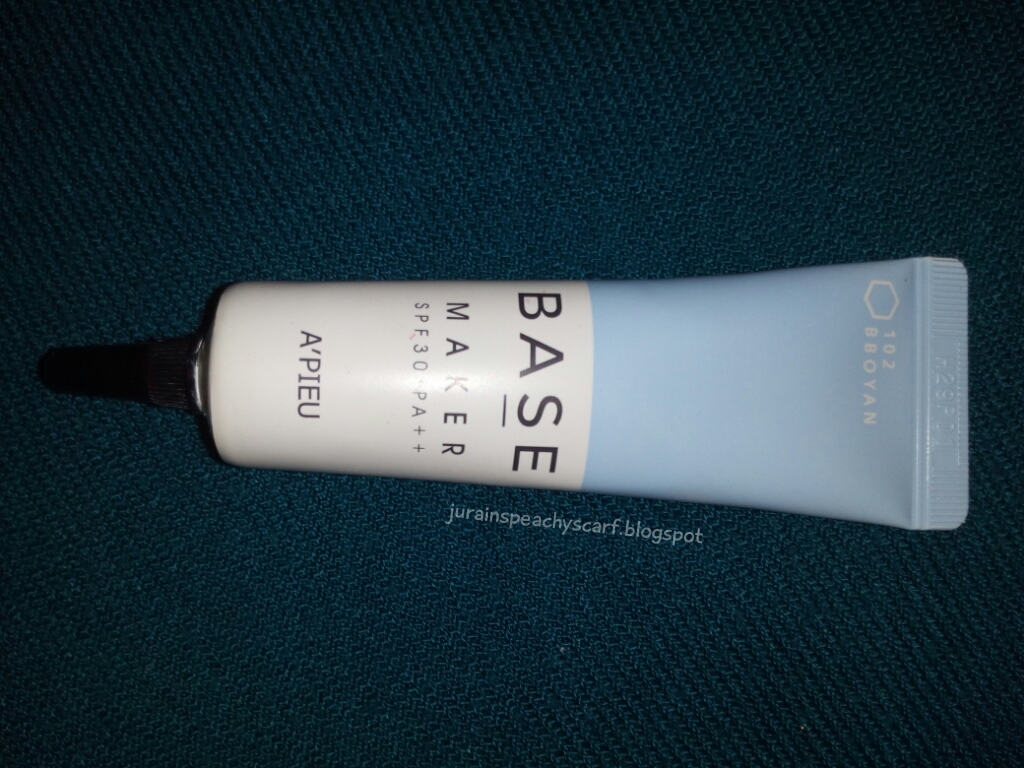 102
BBOYAN
BASE
MAKER
SPF30·PA++
A'PIEU
jurainspeachyscarf.blogspot